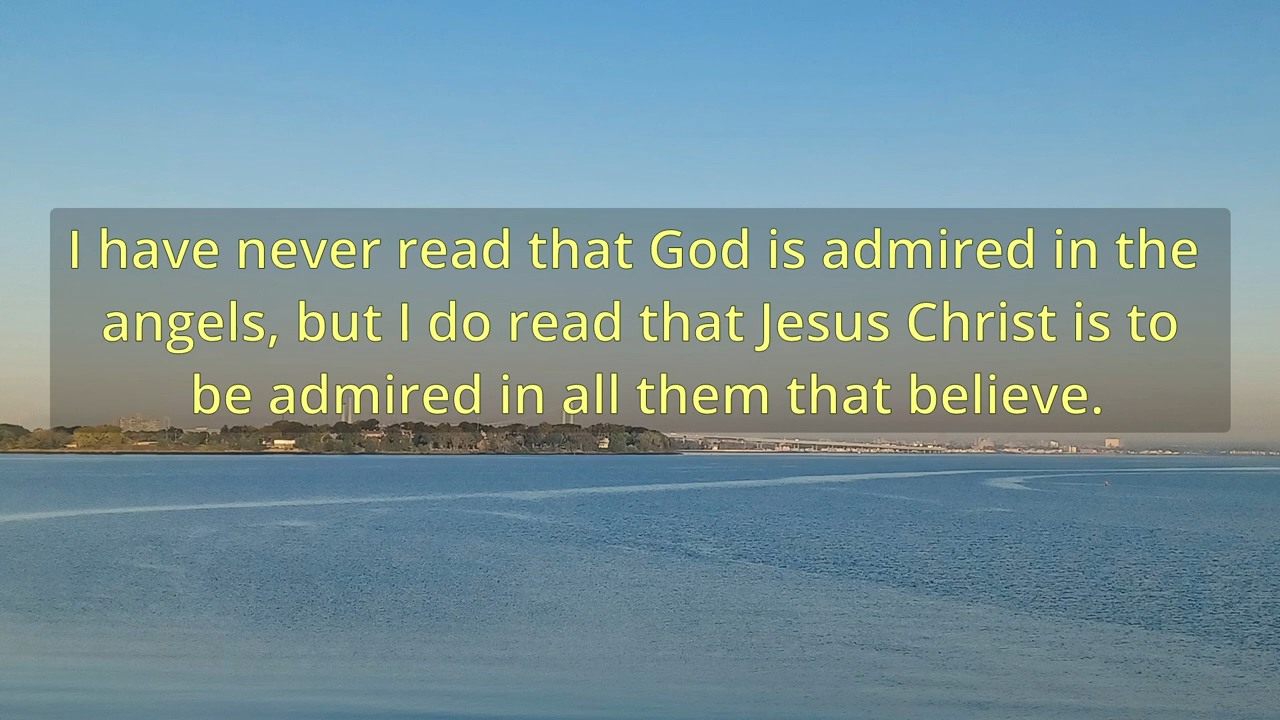 I have never read that God is admired in the
angels, but I do read that Jesus Christ is to
be admired in all them that believe.